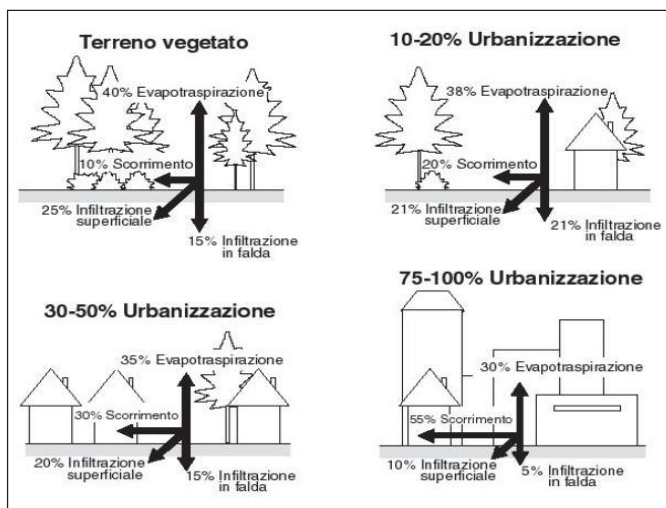 Terreno vegetato
40% Evapotraspirazione
10% Scorrimento
25% Infiltrazione
superficiale
15% Infiltrazione
in falda
10-20% Urbanizzazione
38% Evapotraspirazione
20% Scorrimento
21% Infiltrazione
superficiale
21% Infiltrazione
in falda
30-50% Urbanizzazione
35% Evapotraspirazione
30% Scorrimento
20% Infiltrazione
superficiale
15% Infiltrazione
in falda
75-100% Urbanizzazione
30% Evapotraspirazione
55% Scorrimento
10% Infiltrazione
superficiale
5% Infiltrazione
in falda